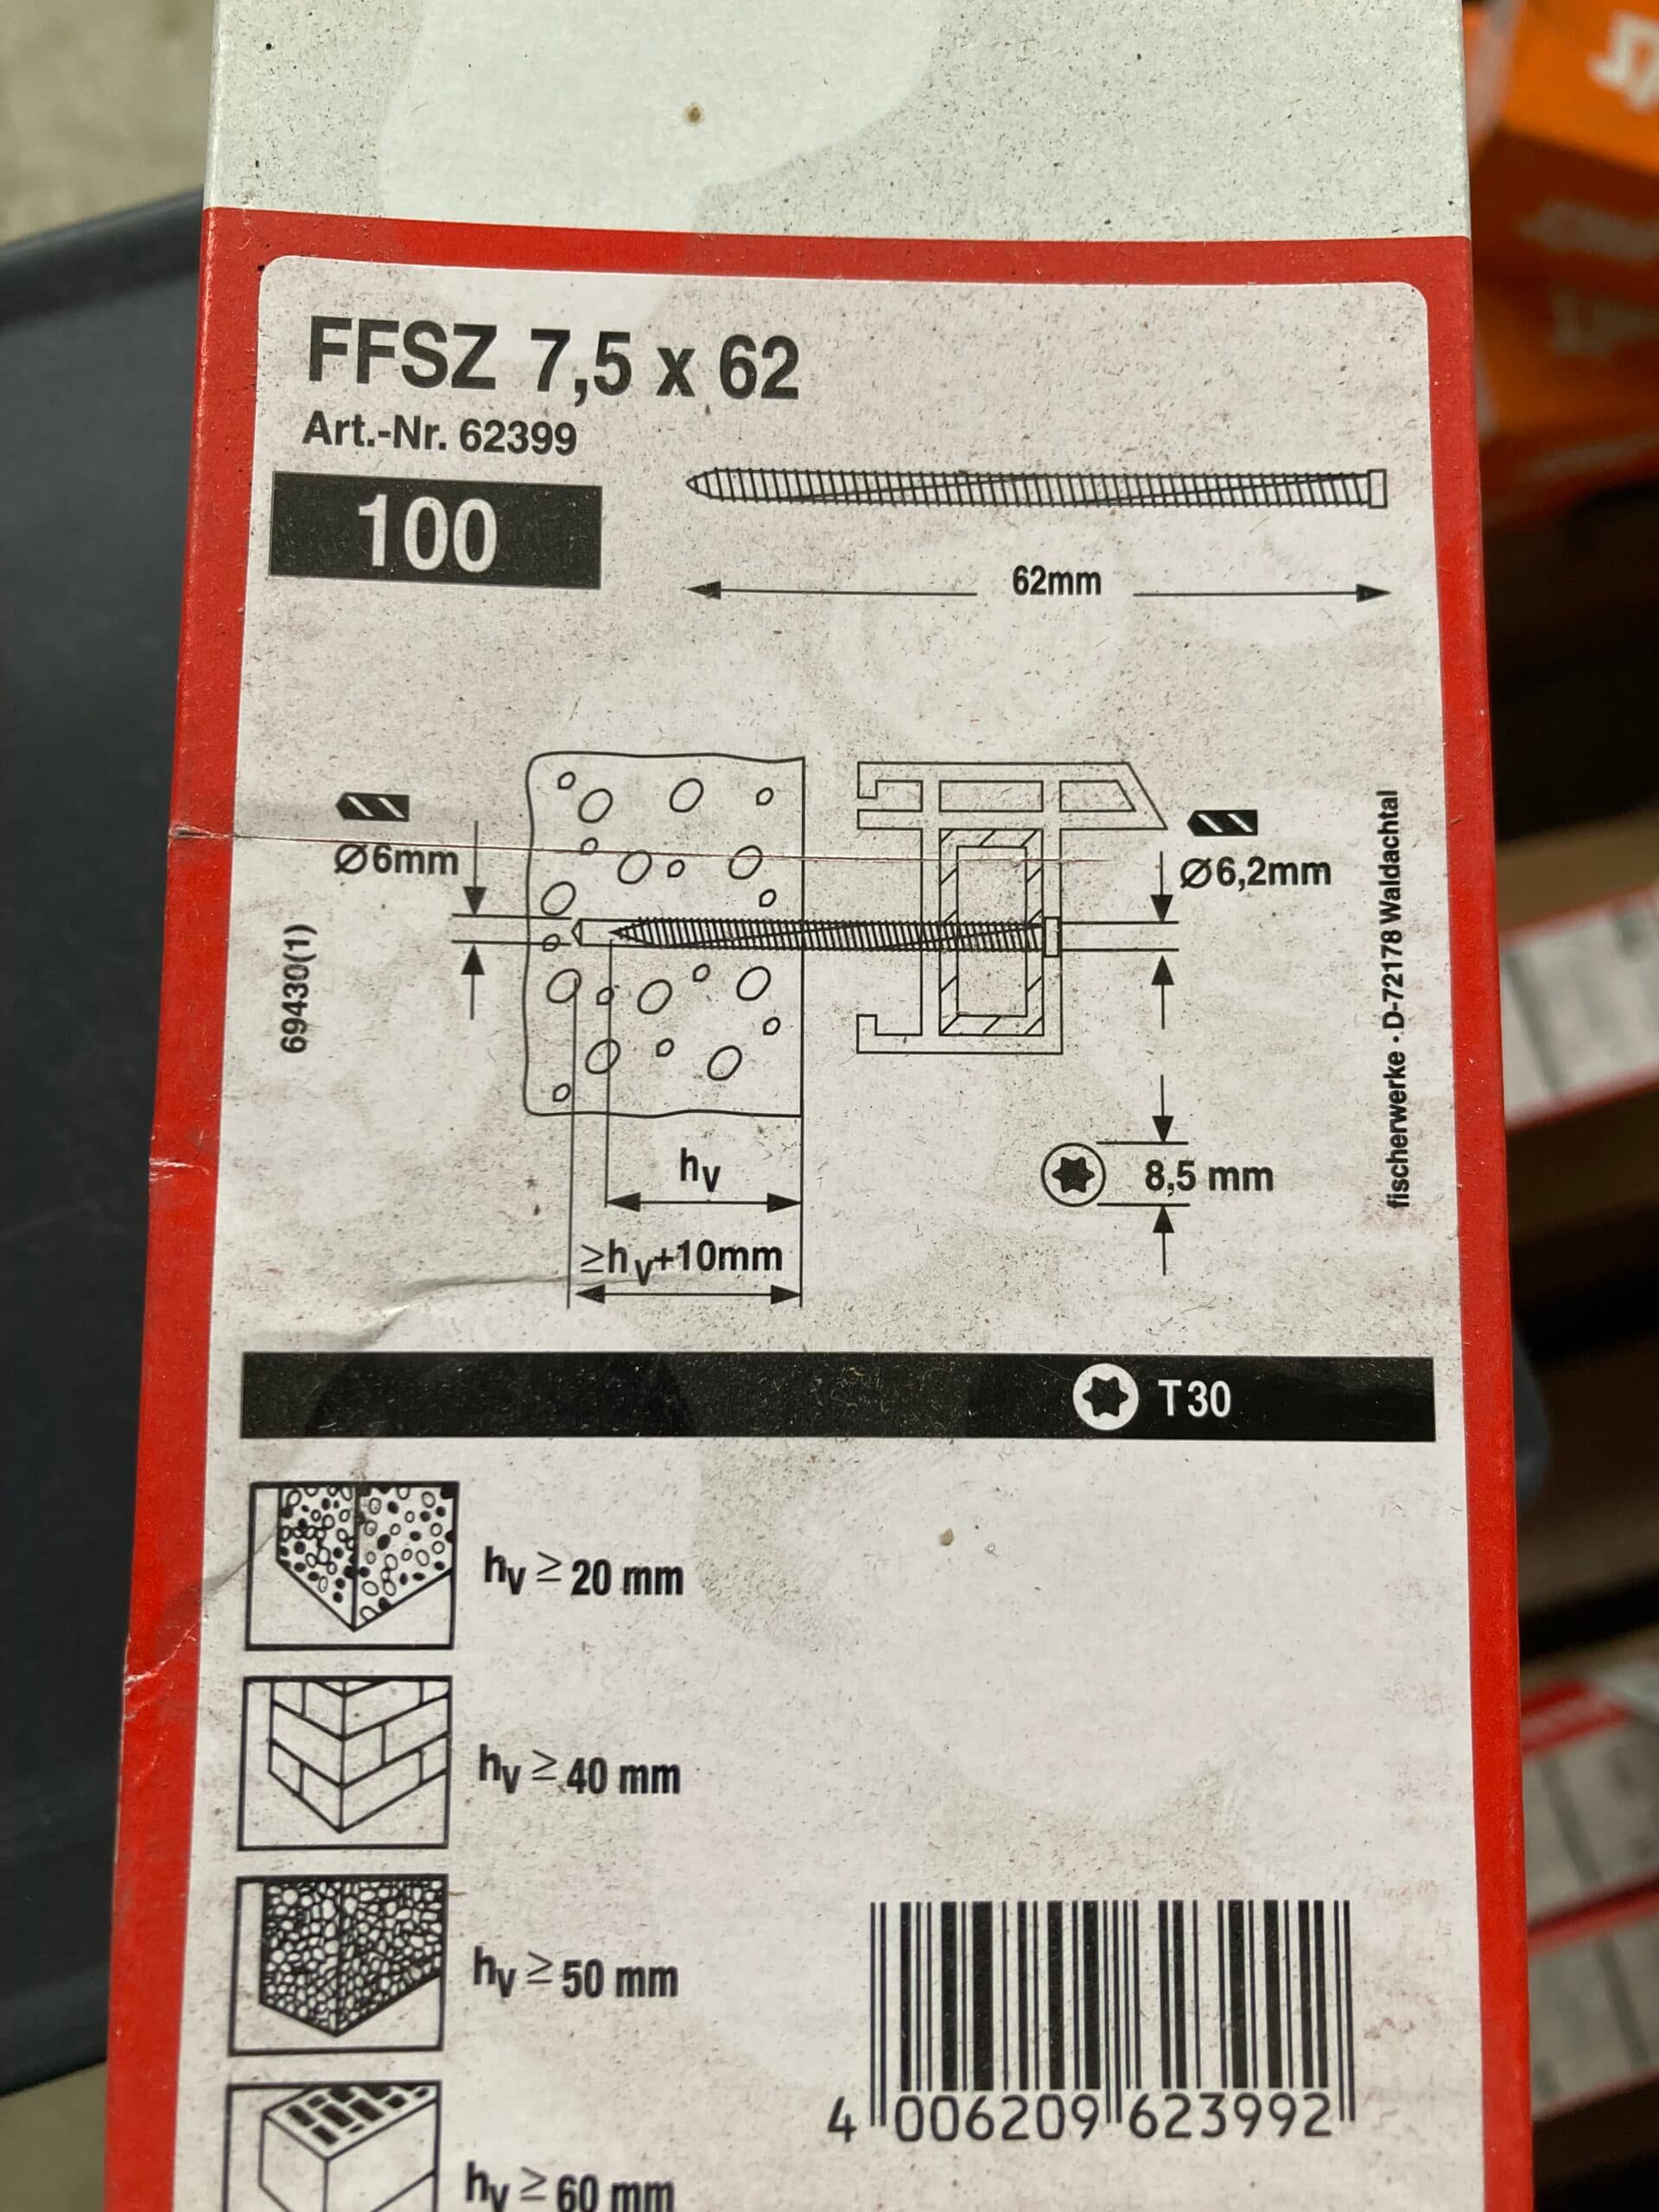 FFSZ 7,5 x 62
Art.-Nr. 62399
100
62mm
Ø6mm
Ø6,2mm
69430(1)
fischerwerke · D-72178 Waldachtal
hv
8,5 mm
≥hv+10mm
T30
hv ≥ 20 mm
hv ≥ 40 mm
hv ≥ 50 mm
hv ≥ 60 mm
4 006209 623992